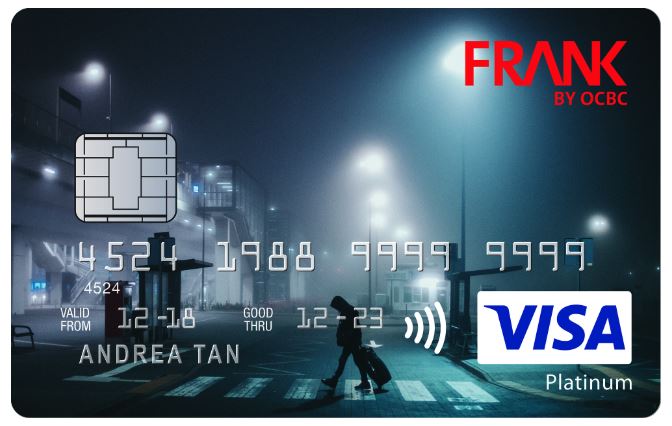 FRANK
BY OCBC
4524 1988 9999 9999
4524
VALID FROM 12-18 GOOD THRU 12-23
ANDREA TAN
VISA
Platinum